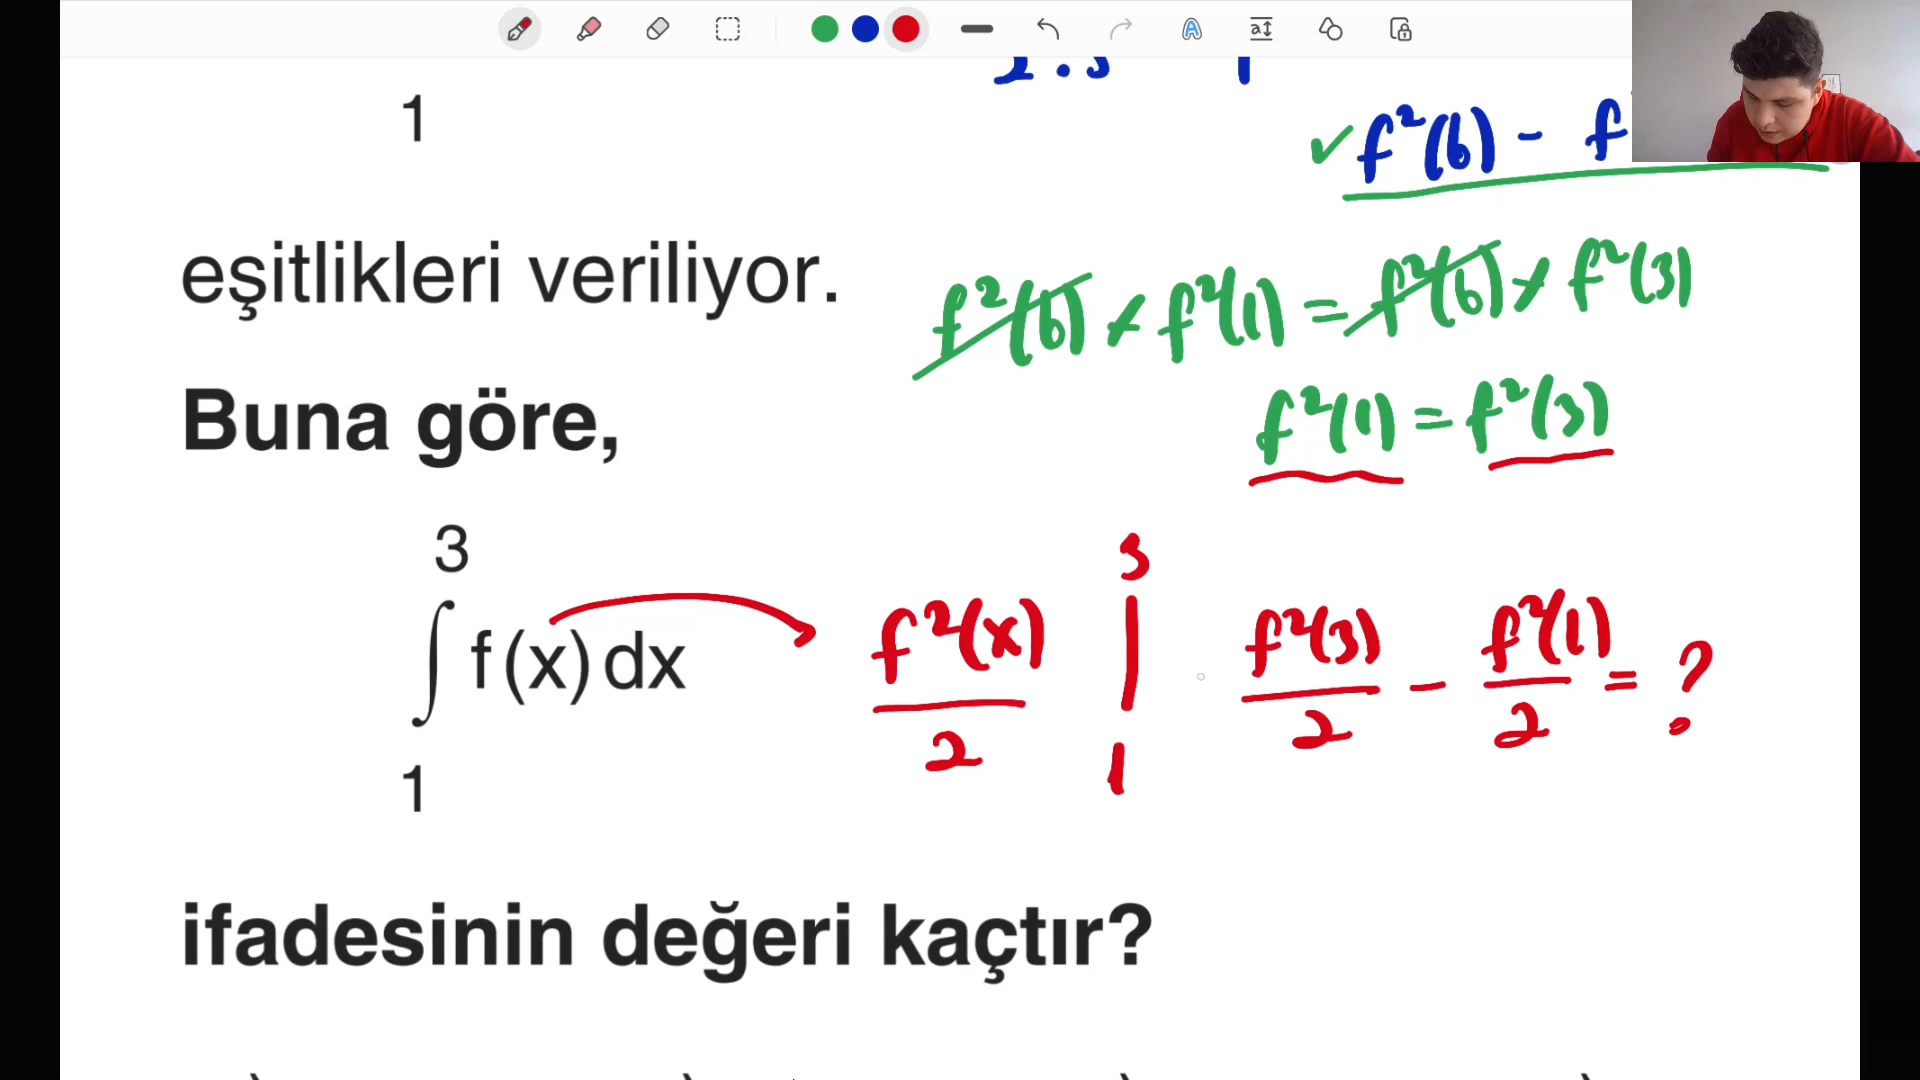 1
✓ f²(6) - f
eşitlikleri veriliyor.
f²(6) × f²(1) = f²(6) × f²(3)
Buna göre,
f²(1) = f²(3)
3
∫ f(x) dx
1
f²(x)/2 | 3 1
f²(3)/2 - f²(1)/2 = ?
ifadesinin değeri kaçtır?